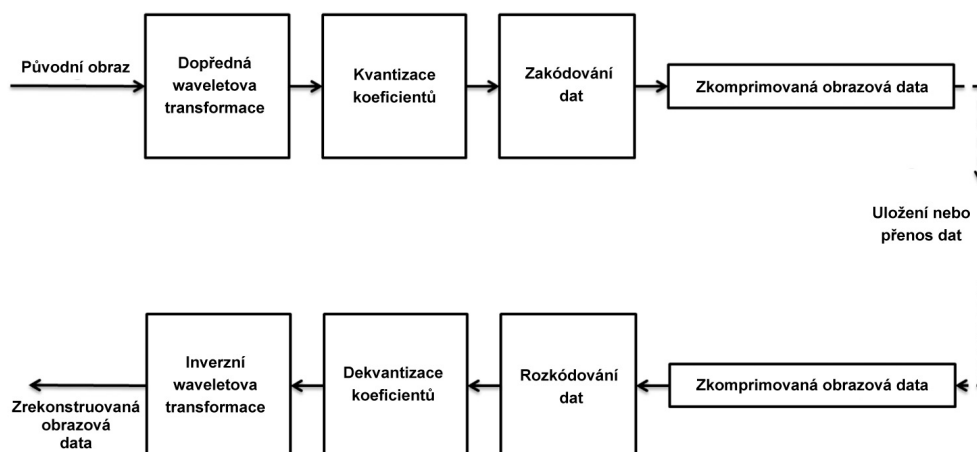 Původní obraz
Dopředná
waveletova
transformace
Kvantizace
koeficientů
Zakódování
dat
Zkomprimovaná obrazová data
Uložení nebo
přenos dat
Zrekonstruovaná
obrazová
data
Inverzní
waveletova
transformace
Dekvantizace
koeficientů
Rozkódování
dat
Zkomprimovaná obrazová data